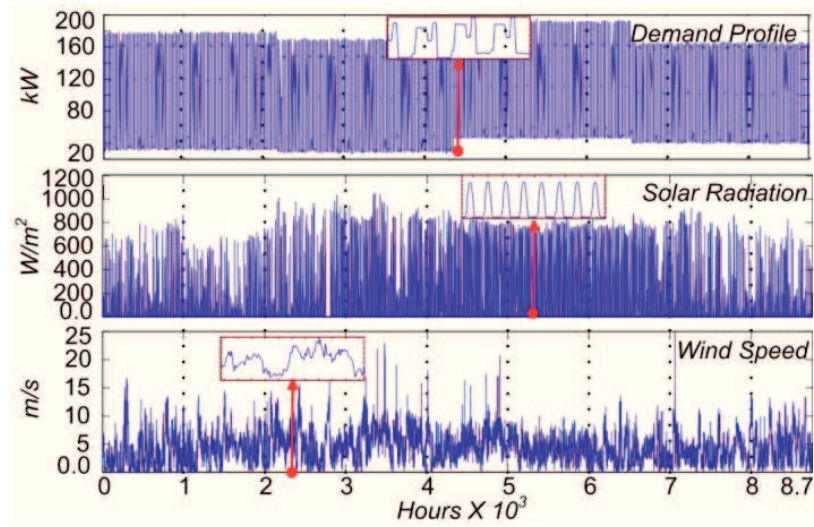 200
160
120
80
20
kW
Demand Profile
1200
1000
800
600
400
200
0.0
W/m²
Solar Radiation
25
20
15
10
5
0.0
m/s
Wind Speed
0 1 2 3 4 5 6 7 8 8.7
Hours X 10³